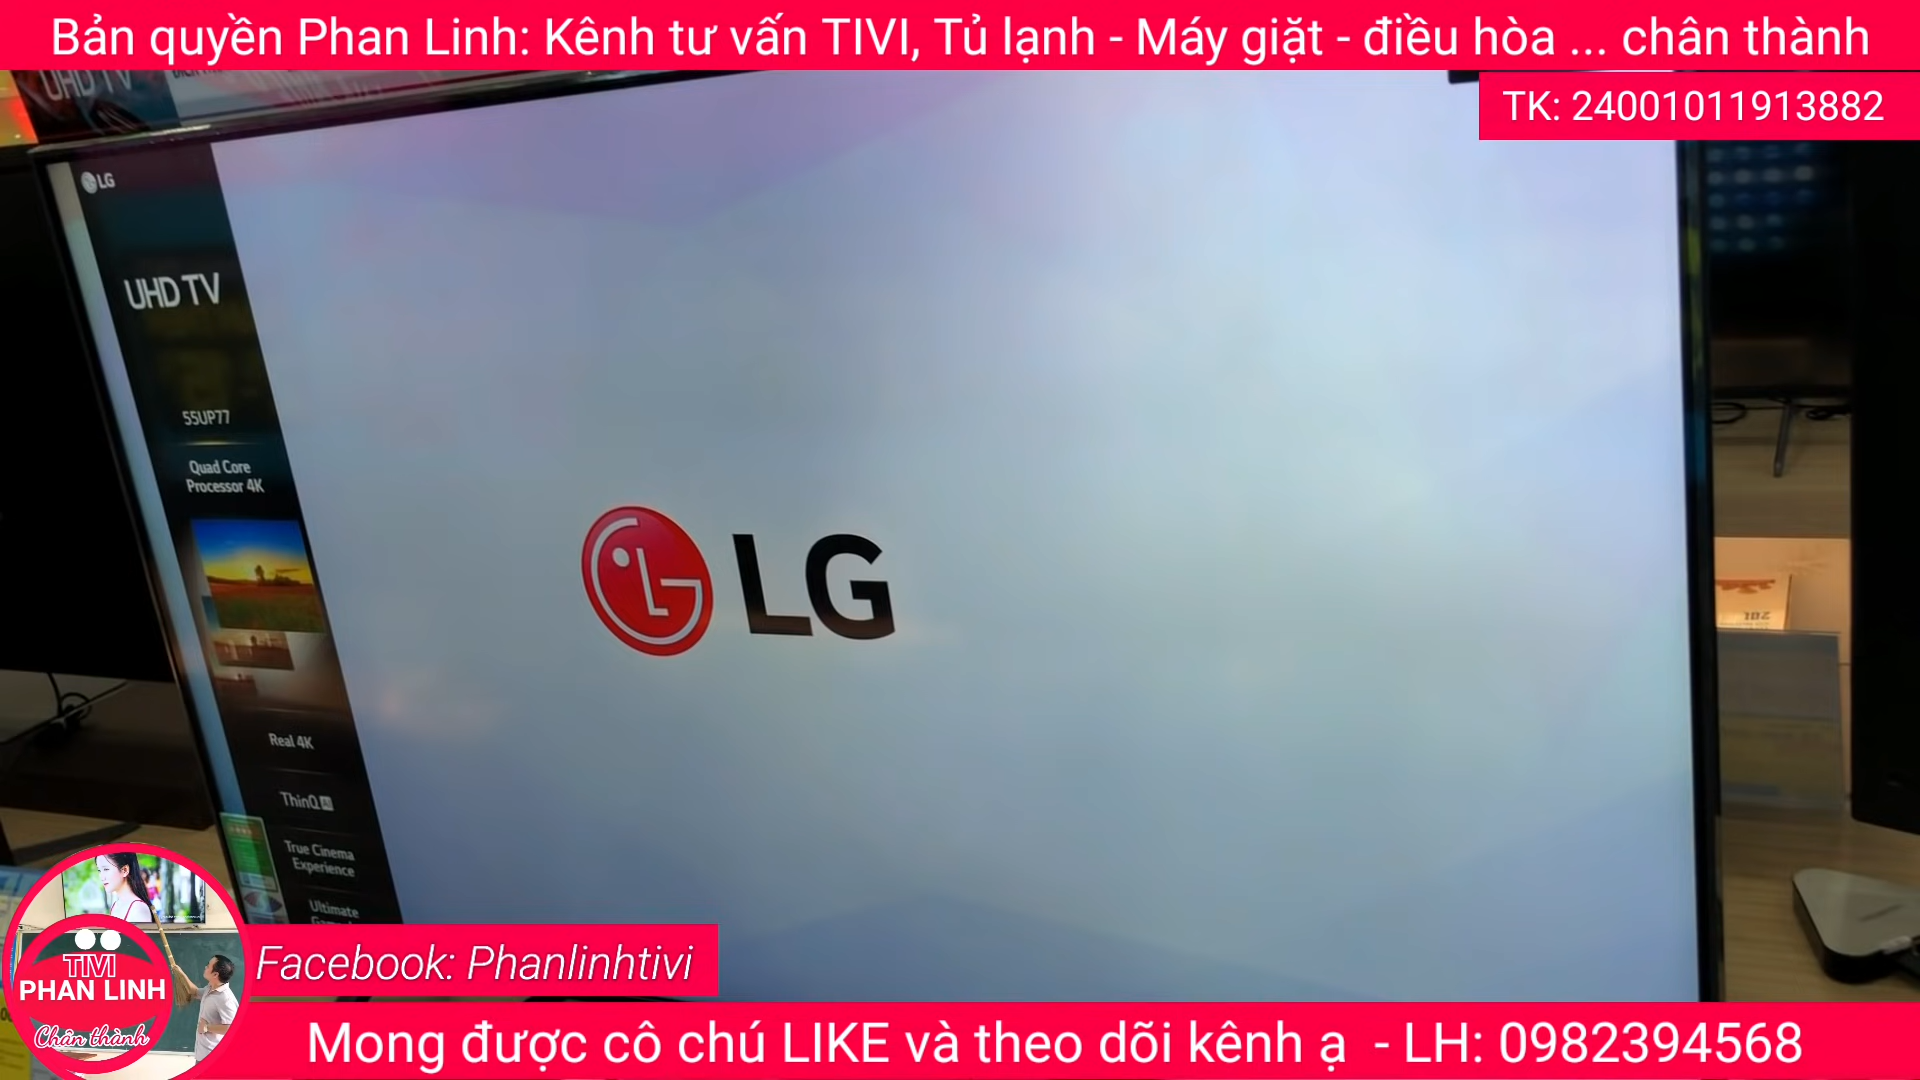 Bản quyền Phan Linh: Kênh tư vấn TIVI, Tủ lạnh - Máy giặt - điều hòa ... chân thành
TK: 24001011913882
UHD TV
LG
UHD TV
55UP77
Quad Core
Processor 4K
LG
Real 4K
ThinQ AI
True Cinema
Experience
Ultimate
Facebook: Phanlinhtivi
TIVI
PHAN LINH
Chân thành
Mong được cô chú LIKE và theo dõi kênh ạ - LH: 0982394568